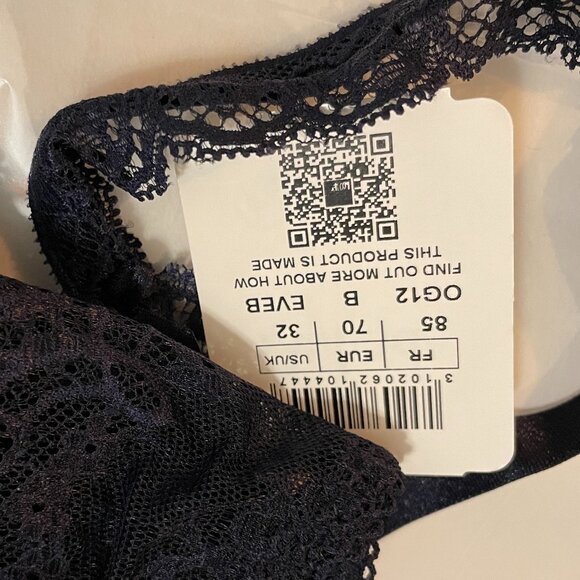 3 102062 104447
FR EUR US/UK
85 70 32
OG12 B EVEB
FIND OUT MORE ABOUT HOW
THIS PRODUCT IS MADE